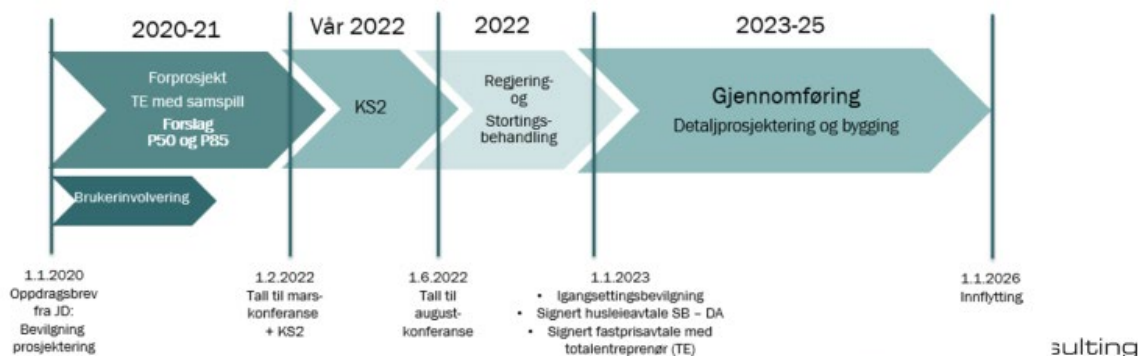 2020-21
Vår 2022
2022
2023-25
Forprosjekt
TE med samspill
Forslag
P50 og P85
KS2
Regjering-
og
Stortings-
behandling
Gjennomføring
Detaljprosjektering og bygging
Brukerinvolvering
1.1.2020
Oppdragsbrev
fra JD:
Bevilgning
prosjektering
1.2.2022
Tall til mars-
konferanse
+ KS2
1.6.2022
Tall til
august-
konferanse
1.1.2023
• Igangsettingsbevilgning
• Signert husleieavtale SB – DA
• Signert fastprisavtale med
totalentreprenør (TE)
1.1.2026
Innflytting
sulting